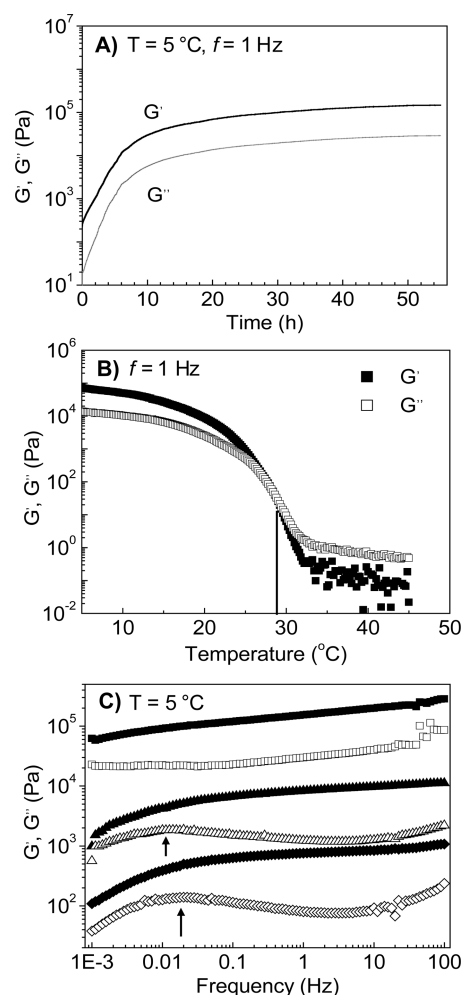 A) T = 5 °C, f = 1 Hz
10^7
10^5
10^3
10^1
G', G'' (Pa)
G'
G''
0 10 20 30 40 50
Time (h)
B) f = 1 Hz
G'
G''
10^6
10^4
10^2
10^0
10^-2
G', G'' (Pa)
10 20 30 40 50
Temperature (°C)
C) T = 5 °C
10^5
10^4
10^3
10^2
G', G'' (Pa)
1E-3 0.01 0.1 1 10 100
Frequency (Hz)